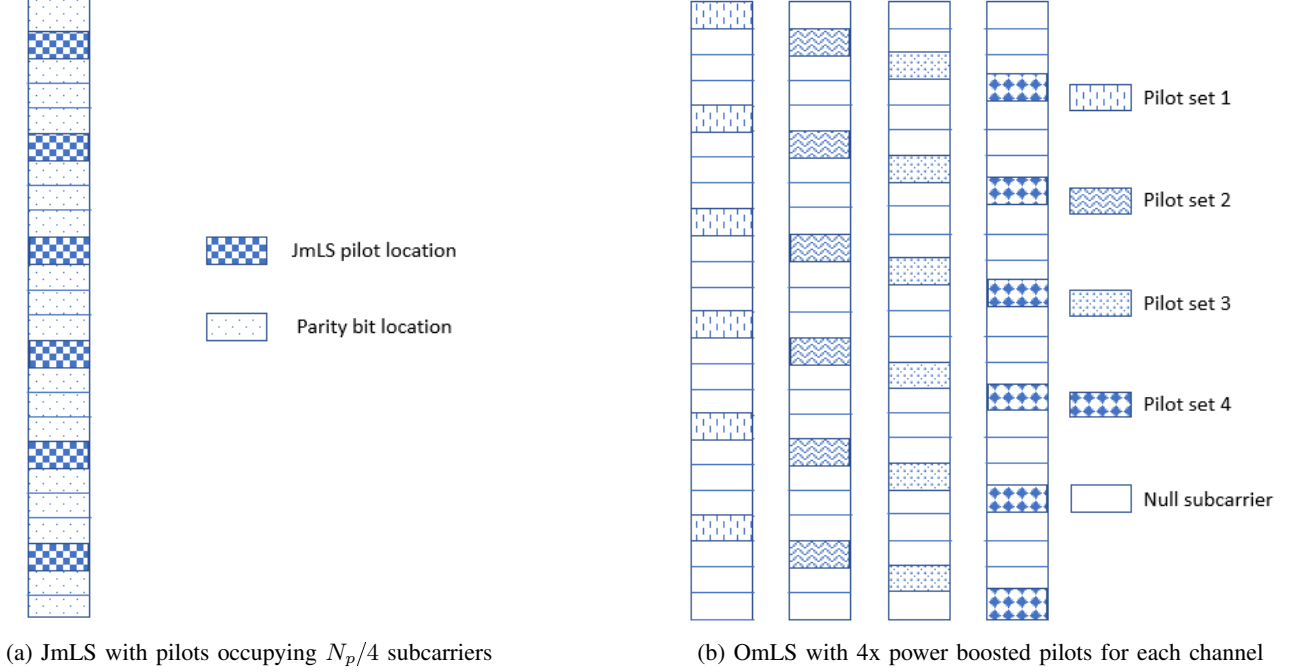 JmLS pilot location
Parity bit location
(a) JmLS with pilots occupying N_p/4 subcarriers
Pilot set 1
Pilot set 2
Pilot set 3
Pilot set 4
Null subcarrier
(b) OmLS with 4x power boosted pilots for each channel